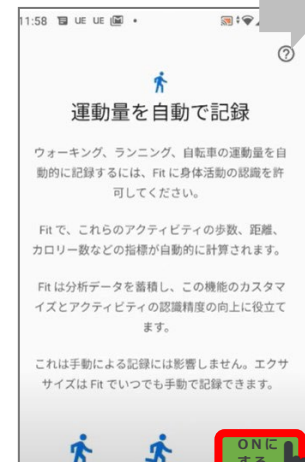 11:58 UE UE
運動量を自動で記録
ウォーキング、ランニング、自転車の運動量を自
動的に記録するには、Fit に身体活動の認識を許
可してください。
Fit で、これらのアクティビティの歩数、距離、
カロリー数などの指標が自動的に計算されます。
Fit は分析データを蓄積し、この機能のカスタマ
イズとアクティビティの認識精度の向上に役立て
ます。
これは手動による記録には影響しません。エクサ
サイズは Fit でいつでも手動で記録できます。
ONに
する